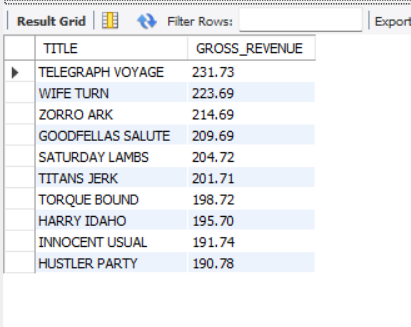 Result Grid Filter Rows: Export
TITLE GROSS_REVENUE
TELEGRAPH VOYAGE 231.73
WIFE TURN 223.69
ZORRO ARK 214.69
GOODFELLAS SALUTE 209.69
SATURDAY LAMBS 204.72
TITANS JERK 201.71
TORQUE BOUND 198.72
HARRY IDAHO 195.70
INNOCENT USUAL 191.74
HUSTLER PARTY 190.78